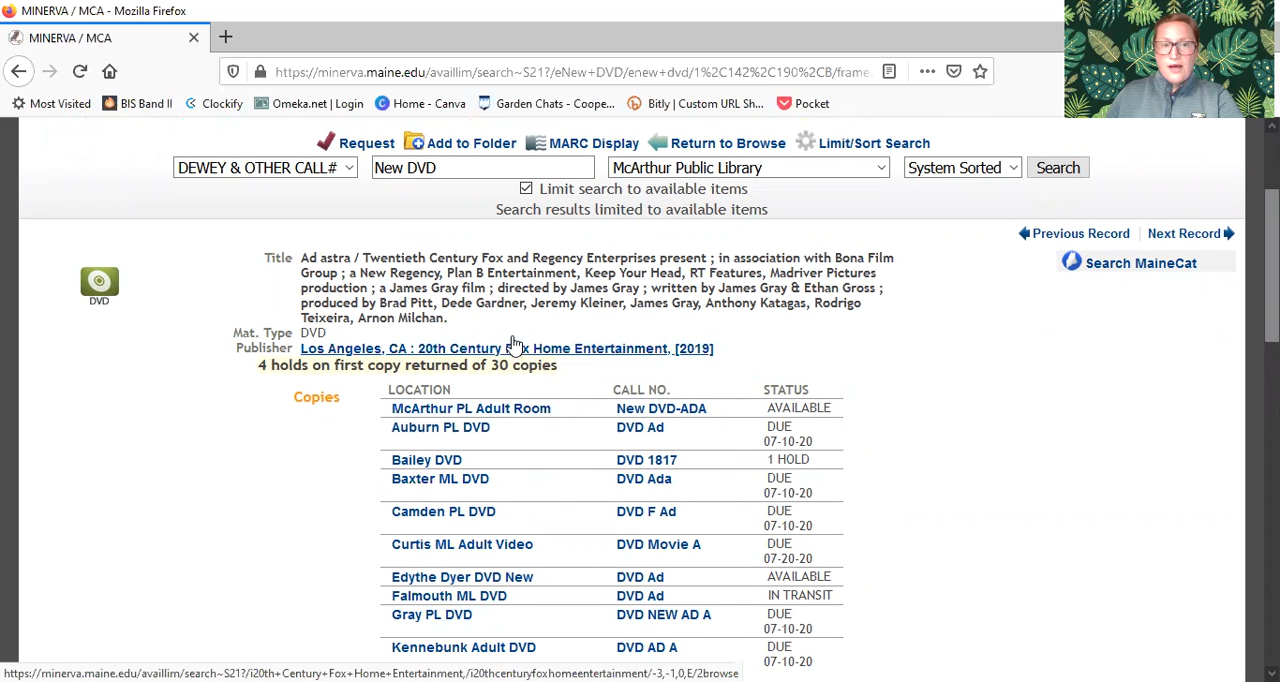 MINERVA / MCA - Mozilla Firefox
MINERVA / MCA
https://minerva.maine.edu/availlim/search~S21?/eNew+DVD/enew+dvd/1%2C142%2C190%2CB/frame
Most Visited BIS Band II Clockify Omeka.net | Login Home - Canva Garden Chats - Coope... Bitly | Custom URL Sh... Pocket
Request Add to Folder MARC Display Return to Browse Limit/Sort Search
DEWEY & OTHER CALL# New DVD McArthur Public Library System Sorted Search
Limit search to available items
Search results limited to available items
Previous Record | Next Record
Search MaineCat
DVD
Title Ad astra / Twentieth Century Fox and Regency Enterprises present ; in association with Bona Film
Group ; a New Regency, Plan B Entertainment, Keep Your Head, RT Features, Madriver Pictures
production ; a James Gray film ; directed by James Gray ; written by James Gray & Ethan Gross ;
produced by Brad Pitt, Dede Gardner, Jeremy Kleiner, James Gray, Anthony Katagas, Rodrigo
Teixeira, Arnon Milchan.
Mat. Type DVD
Publisher Los Angeles, CA : 20th Century Fox Home Entertainment, [2019]
4 holds on first copy returned of 30 copies
Copies LOCATION CALL NO. STATUS
McArthur PL Adult Room New DVD-ADA AVAILABLE
Auburn PL DVD DVD Ad DUE
07-10-20
Bailey DVD DVD 1817 1 HOLD
Baxter ML DVD DVD Ada DUE
07-10-20
Camden PL DVD DVD F Ad DUE
07-10-20
Curtis ML Adult Video DVD Movie A DUE
07-20-20
Edythe Dyer DVD New DVD Ad AVAILABLE
Falmouth ML DVD DVD Ad IN TRANSIT
Gray PL DVD DVD NEW AD A DUE
07-10-20
Kennebunk Adult DVD DVD AD A DUE
07-10-20
https://minerva.maine.edu/availlim/search~S21?/i20th+Century+Fox+Home+Entertainment,/i20thcenturyfoxhomeentertainment/-3,-1,0,E/2browse